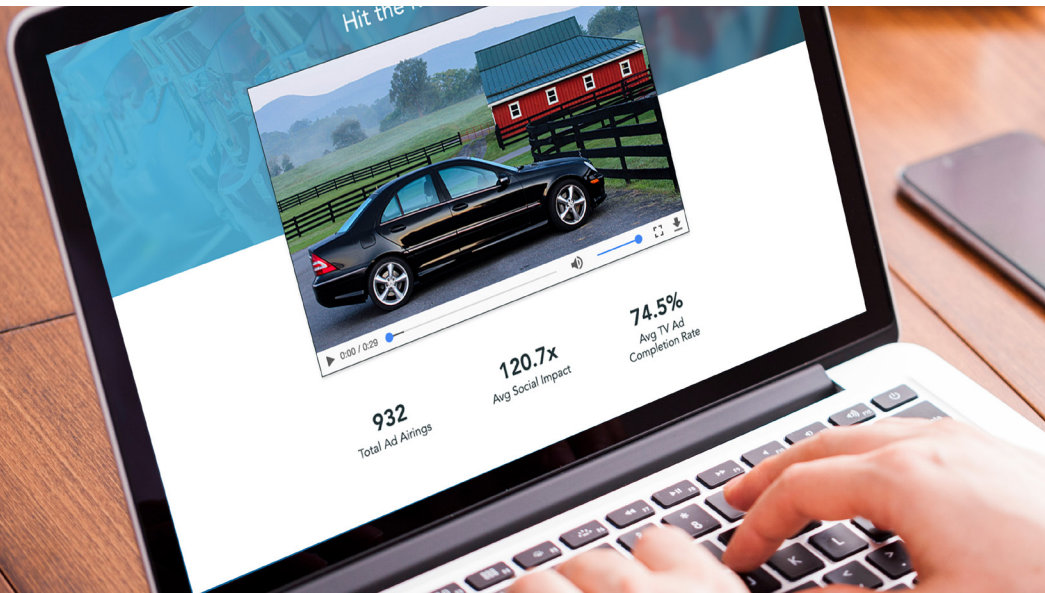 Hit the
0:00 / 0:29
932
Total Ad Airings
120.7x
Avg Social Impact
74.5%
Avg TV Ad
Completion Rate
8
K
L